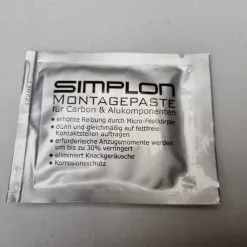 SIMPLON
MONTAGEPASTE
für Carbon & Alukomponenten
• erhöhte Reibung durch Micro-Festkörper
• dünn und gleichmäßig auf fettfreie
Kontaktstellen auftragen
• erforderleiche Anzugsmomente werden
um bis zu 30% verringert
• eliminiert Knackgeräusche
• Korrosionsschutz